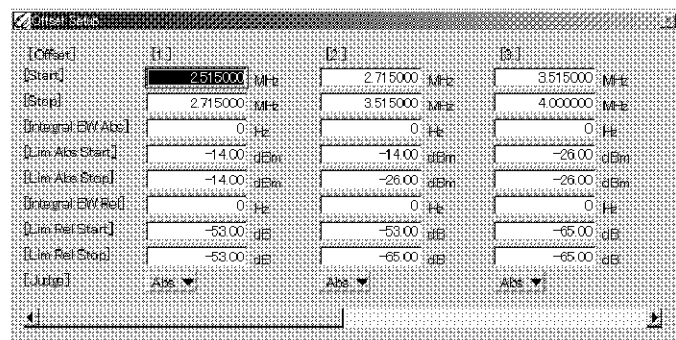 Offset Setup
[Offset] [1] [2] [3]
[Start] 2.515000 MHz 2.715000 MHz 3.515000 MHz
[Stop] 2.715000 MHz 3.515000 MHz 4.000000 MHz
[Integral BW Abs] 0 Hz 0 Hz 0 Hz
[Lim Abs Start] -14.00 dBm -14.00 dBm -26.00 dBm
[Lim Abs Stop] -14.00 dBm -26.00 dBm -26.00 dBm
[Integral BW Rel] 0 Hz 0 Hz 0 Hz
[Lim Rel Start] -53.00 dB -53.00 dB -65.00 dB
[Lim Rel Stop] -53.00 dB -65.00 dB -65.00 dB
[Judge] Abs ▼ Abs ▼ Abs ▼